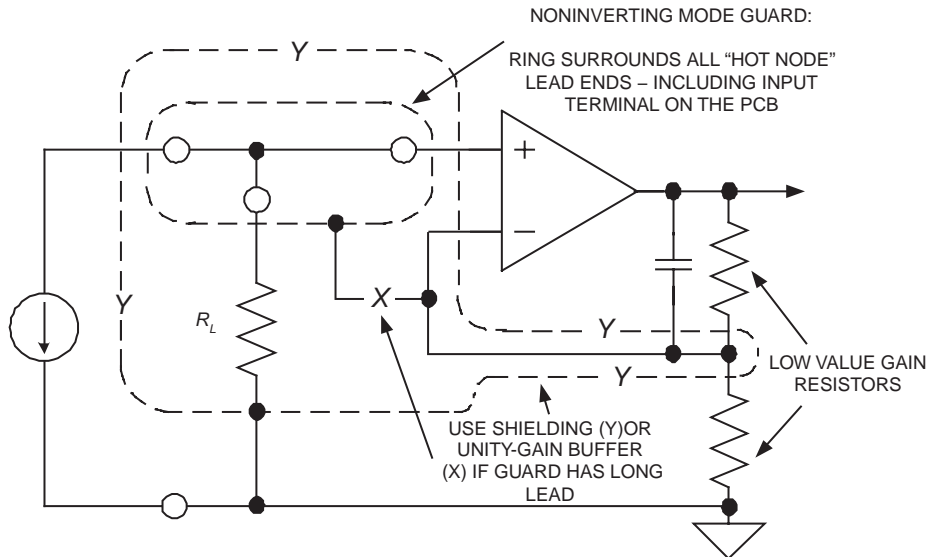 NONINVERTING MODE GUARD:
RING SURROUNDS ALL “HOT NODE”
LEAD ENDS – INCLUDING INPUT
TERMINAL ON THE PCB
Y
+
−
X
Y
R_L
Y
Y
LOW VALUE GAIN
RESISTORS
USE SHIELDING (Y)OR
UNITY-GAIN BUFFER
(X) IF GUARD HAS LONG
LEAD